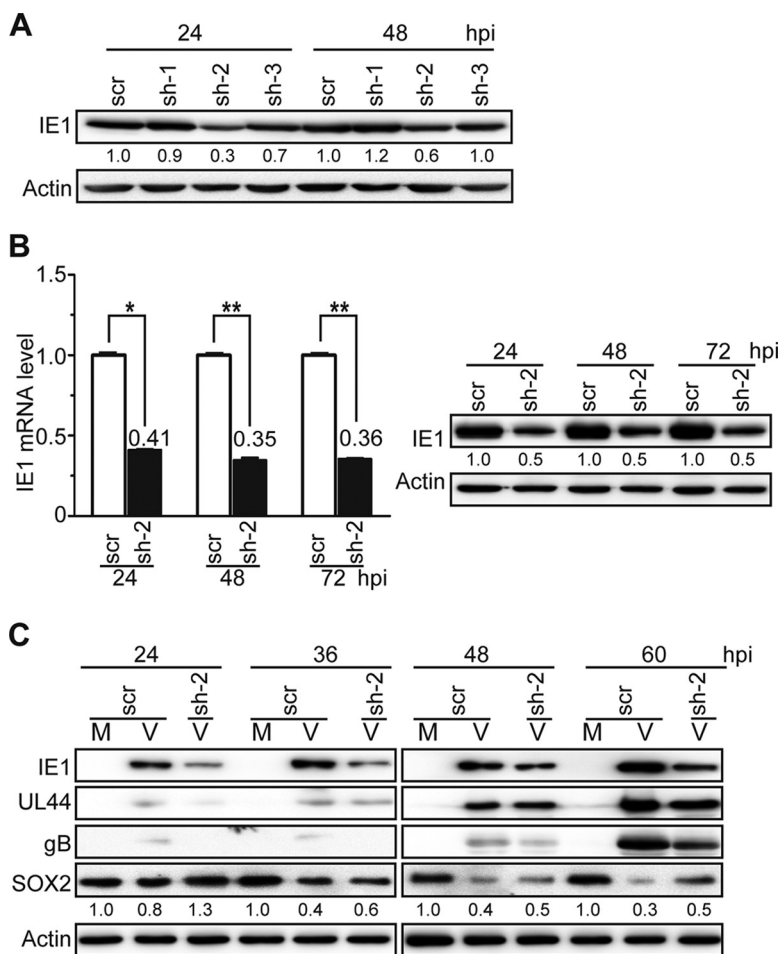 A
24 48 hpi
scr sh-1 sh-2 sh-3 scr sh-1 sh-2 sh-3
IE1
1.0 0.9 0.3 0.7 1.0 1.2 0.6 1.0
Actin
B
IE1 mRNA level
1.5
1.0
0.5
0
* ** **
0.41 0.35 0.36
scr sh-2 scr sh-2 scr sh-2
24 48 72 hpi
24 48 72 hpi
scr sh-2 scr sh-2 scr sh-2
IE1
1.0 0.5 1.0 0.5 1.0 0.5
Actin
C
24 36 48 60 hpi
scr sh-2 scr sh-2 scr sh-2 scr sh-2
M V V M V V M V V M V V
IE1
UL44
gB
SOX2
1.0 0.8 1.3 1.0 0.4 0.6 1.0 0.4 0.5 1.0 0.3 0.5
Actin